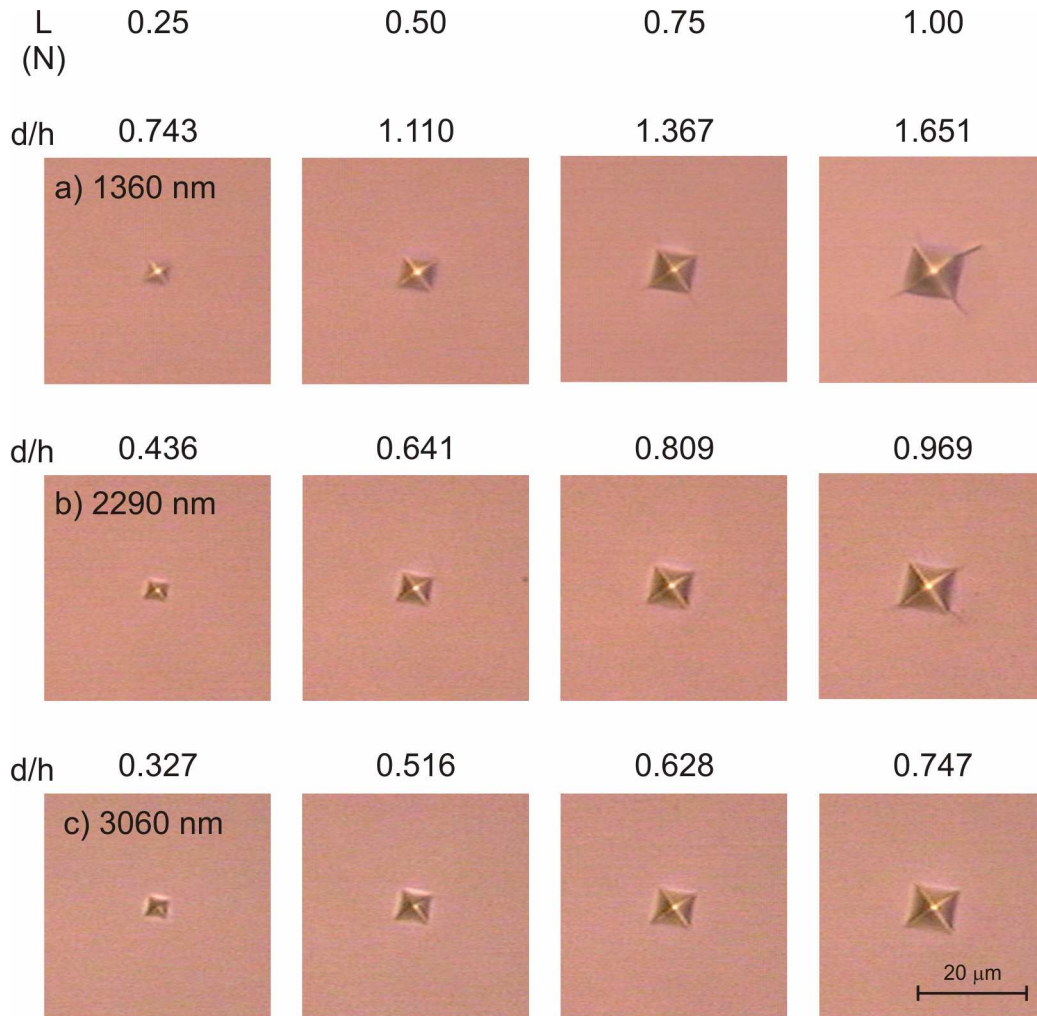 L 0.25 0.50 0.75 1.00
(N)
d/h 0.743 1.110 1.367 1.651
a) 1360 nm
d/h 0.436 0.641 0.809 0.969
b) 2290 nm
d/h 0.327 0.516 0.628 0.747
c) 3060 nm
20 μm